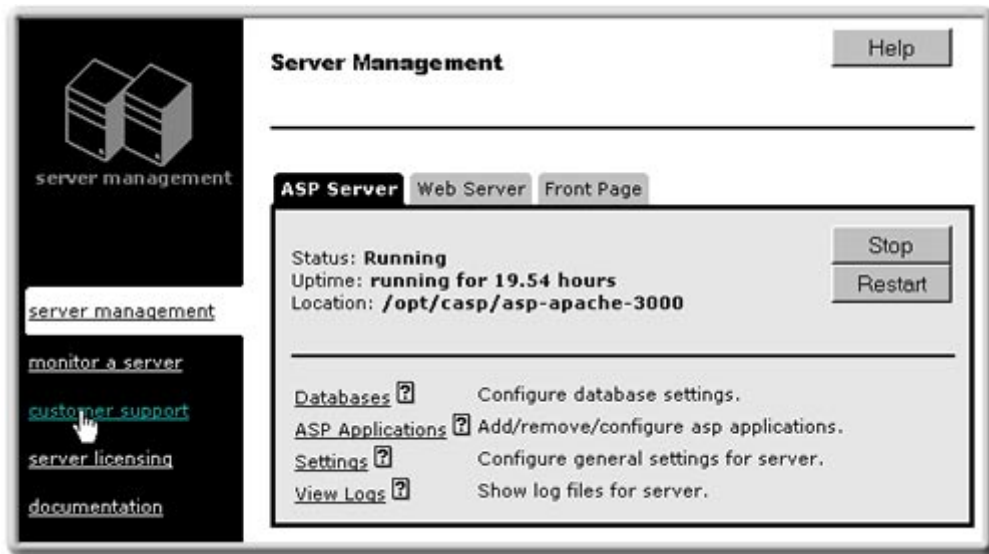 server management
server management
monitor a server
customer support
server licensing
documentation
Server Management
Help
ASP Server Web Server Front Page
Status: Running
Uptime: running for 19.54 hours
Location: /opt/casp/asp-apache-3000
Stop
Restart
Databases ? Configure database settings.
ASP Applications ? Add/remove/configure asp applications.
Settings ? Configure general settings for server.
View Logs ? Show log files for server.